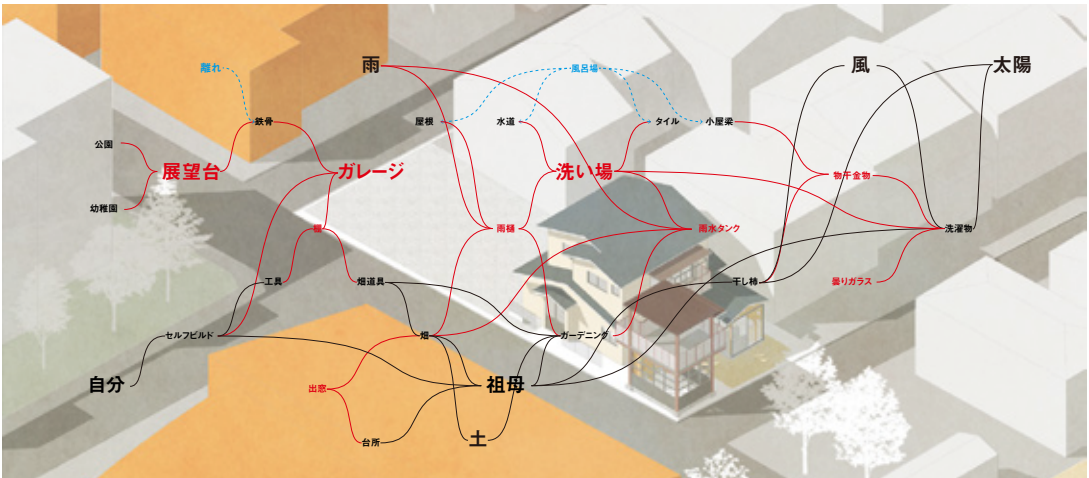 雨
風
太陽
離れ
風呂場
鉄骨
屋根
水道
タイル
小屋梁
公園
展望台
ガレージ
洗い場
物干金物
幼稚園
雨樋
雨水タンク
洗濯物
工具
畑道具
干し柿
曇りガラス
セルフビルド
畑
ガーデニング
自分
出窓
祖母
台所
土